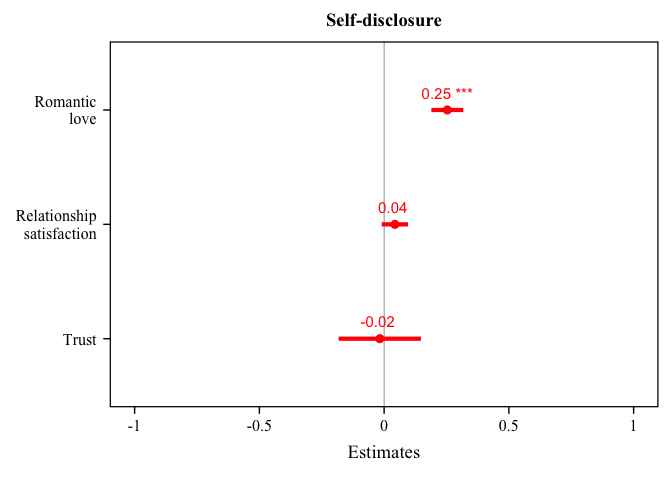 Self-disclosure
Romantic
love
0.25 ***
Relationship
satisfaction
0.04
Trust
-0.02
-1
-0.5
0
0.5
1
Estimates